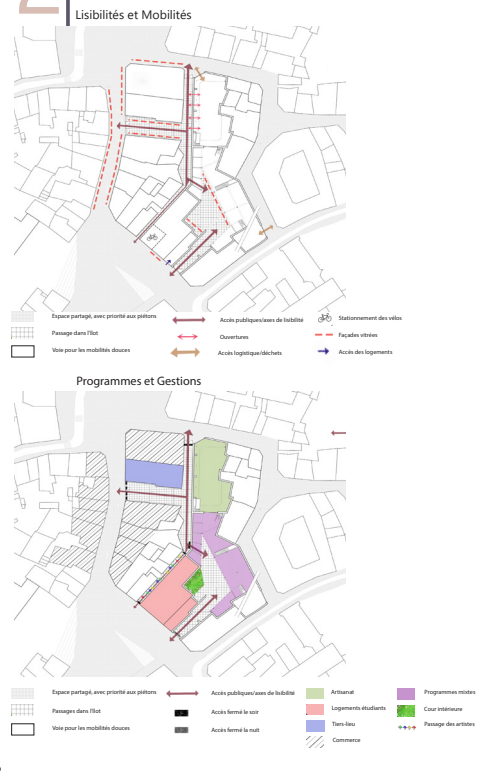 Lisibilités et Mobilités
Espace partagé, avec priorité aux piétons
Passage dans l'îlot
Voie pour les mobilités douces
Accès publiques/axes de lisibilité
Ouvertures
Accès logistique/déchets
Stationnement des vélos
Façades vitrées
Accès des logements
Programmes et Gestions
Espace partagé, avec priorité aux piétons
Passages dans l'îlot
Voie pour les mobilités douces
Accès publiques/axes de lisibilité
Accès fermé le soir
Accès fermé la nuit
Artisanat
Logements étudiants
Tiers-lieu
Commerce
Programmes mixtes
Cour intérieure
Passage des artistes